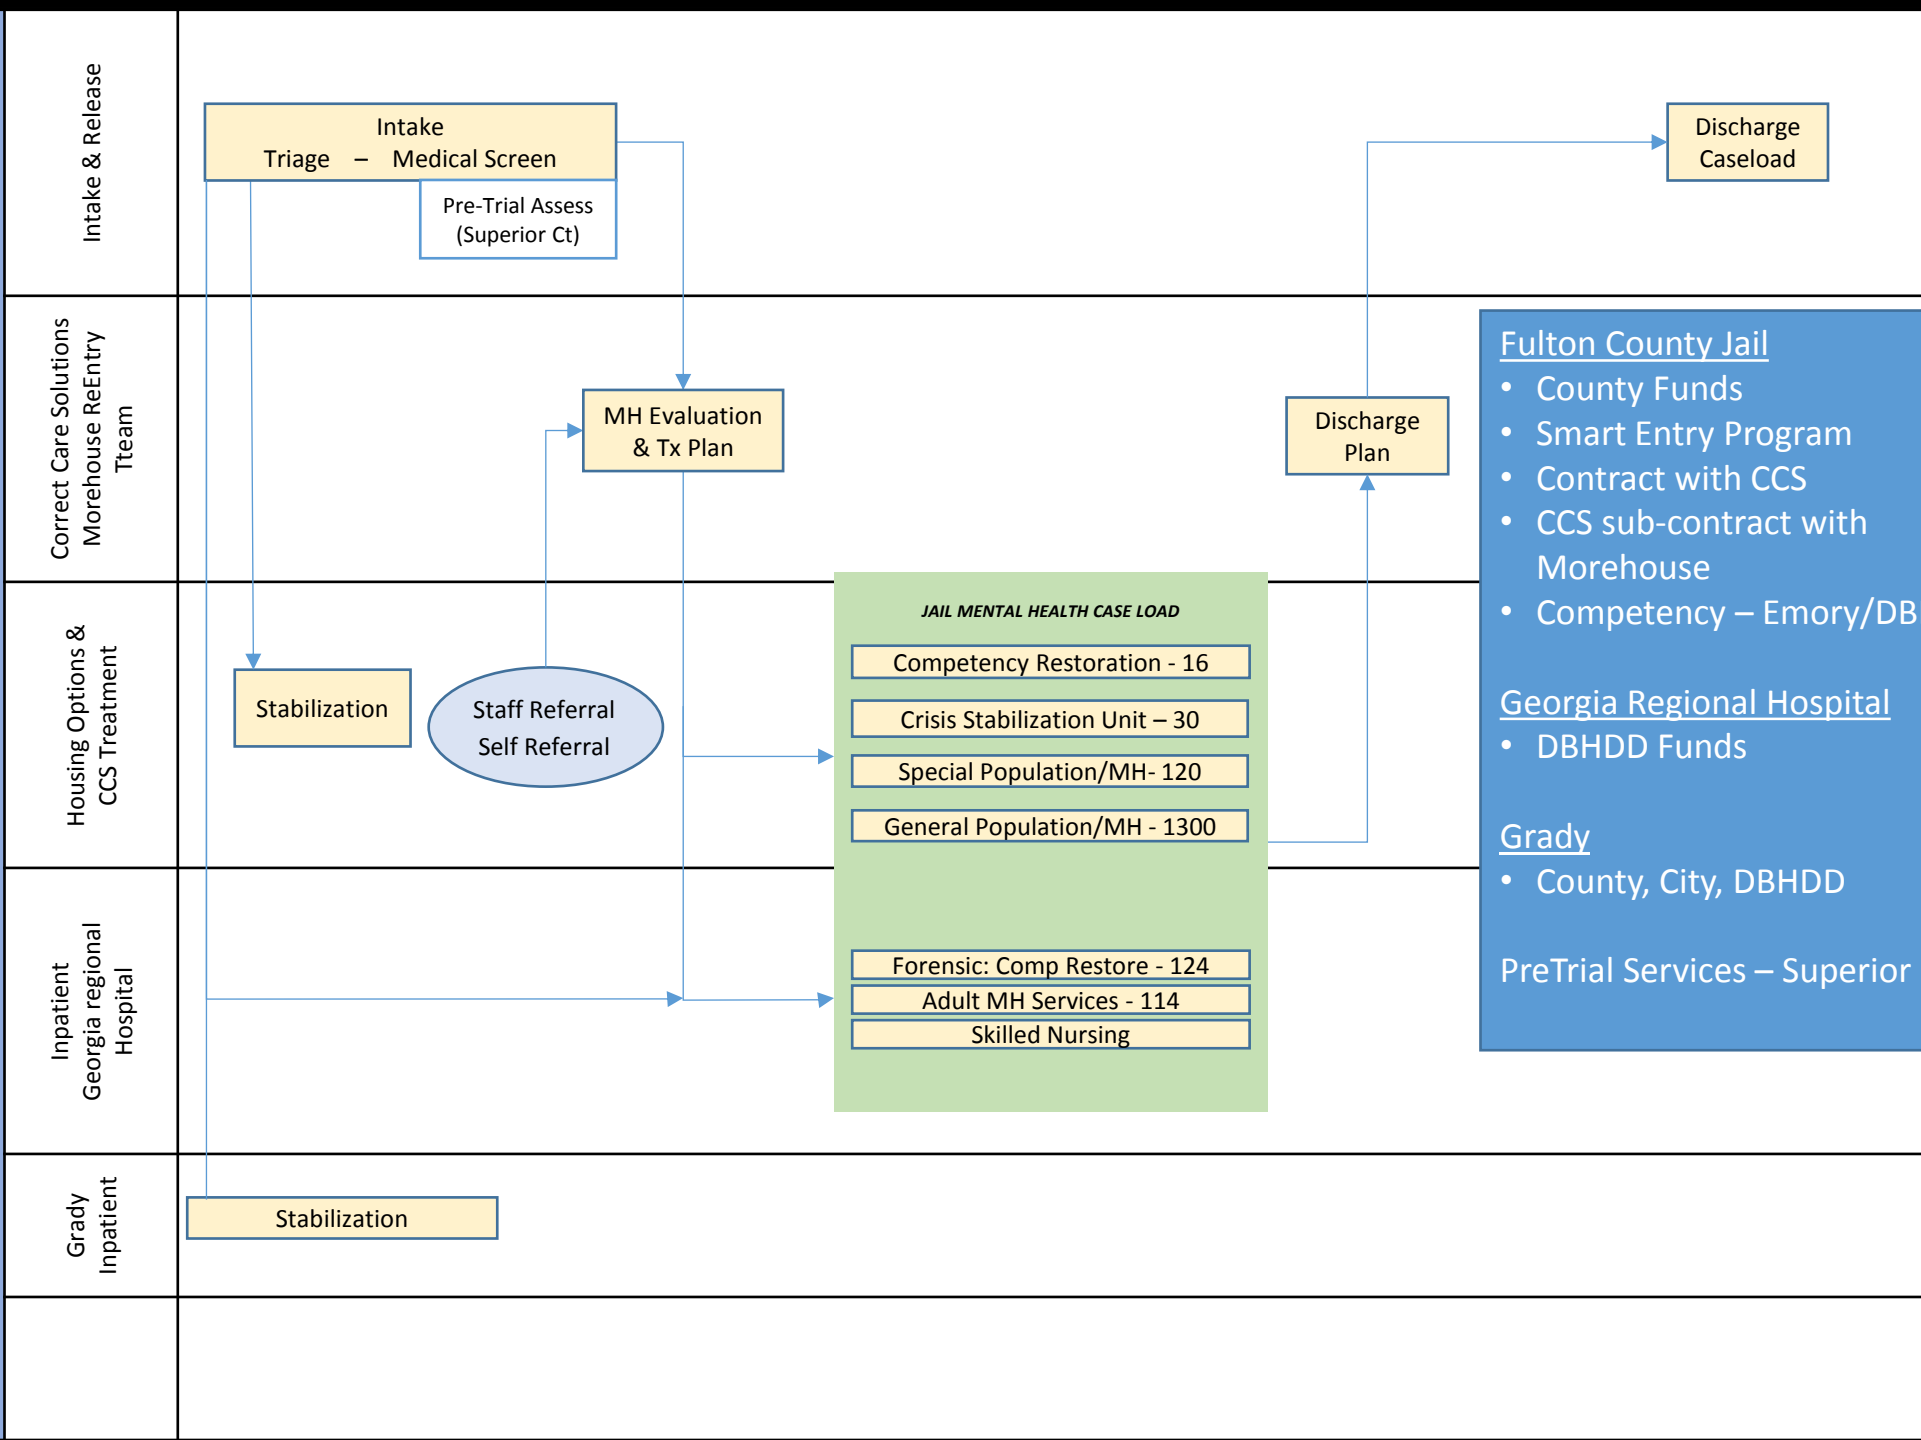 Intake & Release
Intake
Triage – Medical Screen
Pre-Trial Assess
(Superior Ct)
Discharge
Caseload
Correct Care Solutions
Morehouse ReEntry
Tteam
MH Evaluation
& Tx Plan
Discharge
Plan
Housing Options &
CCS Treatment
Stabilization
Staff Referral
Self Referral
JAIL MENTAL HEALTH CASE LOAD
Competency Restoration - 16
Crisis Stabilization Unit – 30
Special Population/MH- 120
General Population/MH - 1300
Inpatient
Georgia regional
Hospital
Forensic: Comp Restore - 124
Adult MH Services - 114
Skilled Nursing
Grady
Inpatient
Stabilization
Fulton County Jail
• County Funds
• Smart Entry Program
• Contract with CCS
• CCS sub-contract with
Morehouse
• Competency – Emory/DB
Georgia Regional Hospital
• DBHDD Funds
Grady
• County, City, DBHDD
PreTrial Services – Superior